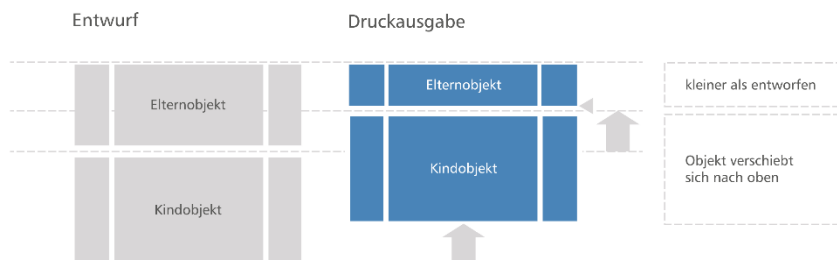 Entwurf
Druckausgabe
Elternobjekt
Elternobjekt
kleiner als entworfen
Kindobjekt
Objekt verschiebt
sich nach oben
Kindobjekt